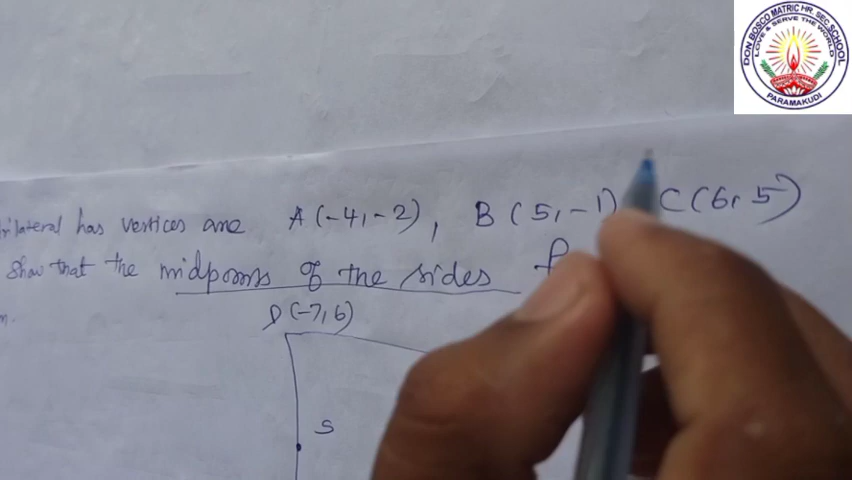 DON BOSCO MATRIC HR. SEC. SCHOOL
LOVE & SERVE THE WORLD
PARAMAKUDI
rilateral has vertices are A(-4,-2), B(5,-1) C(6,5)
show that the midpoints of the sides f
D(-7,6)
S